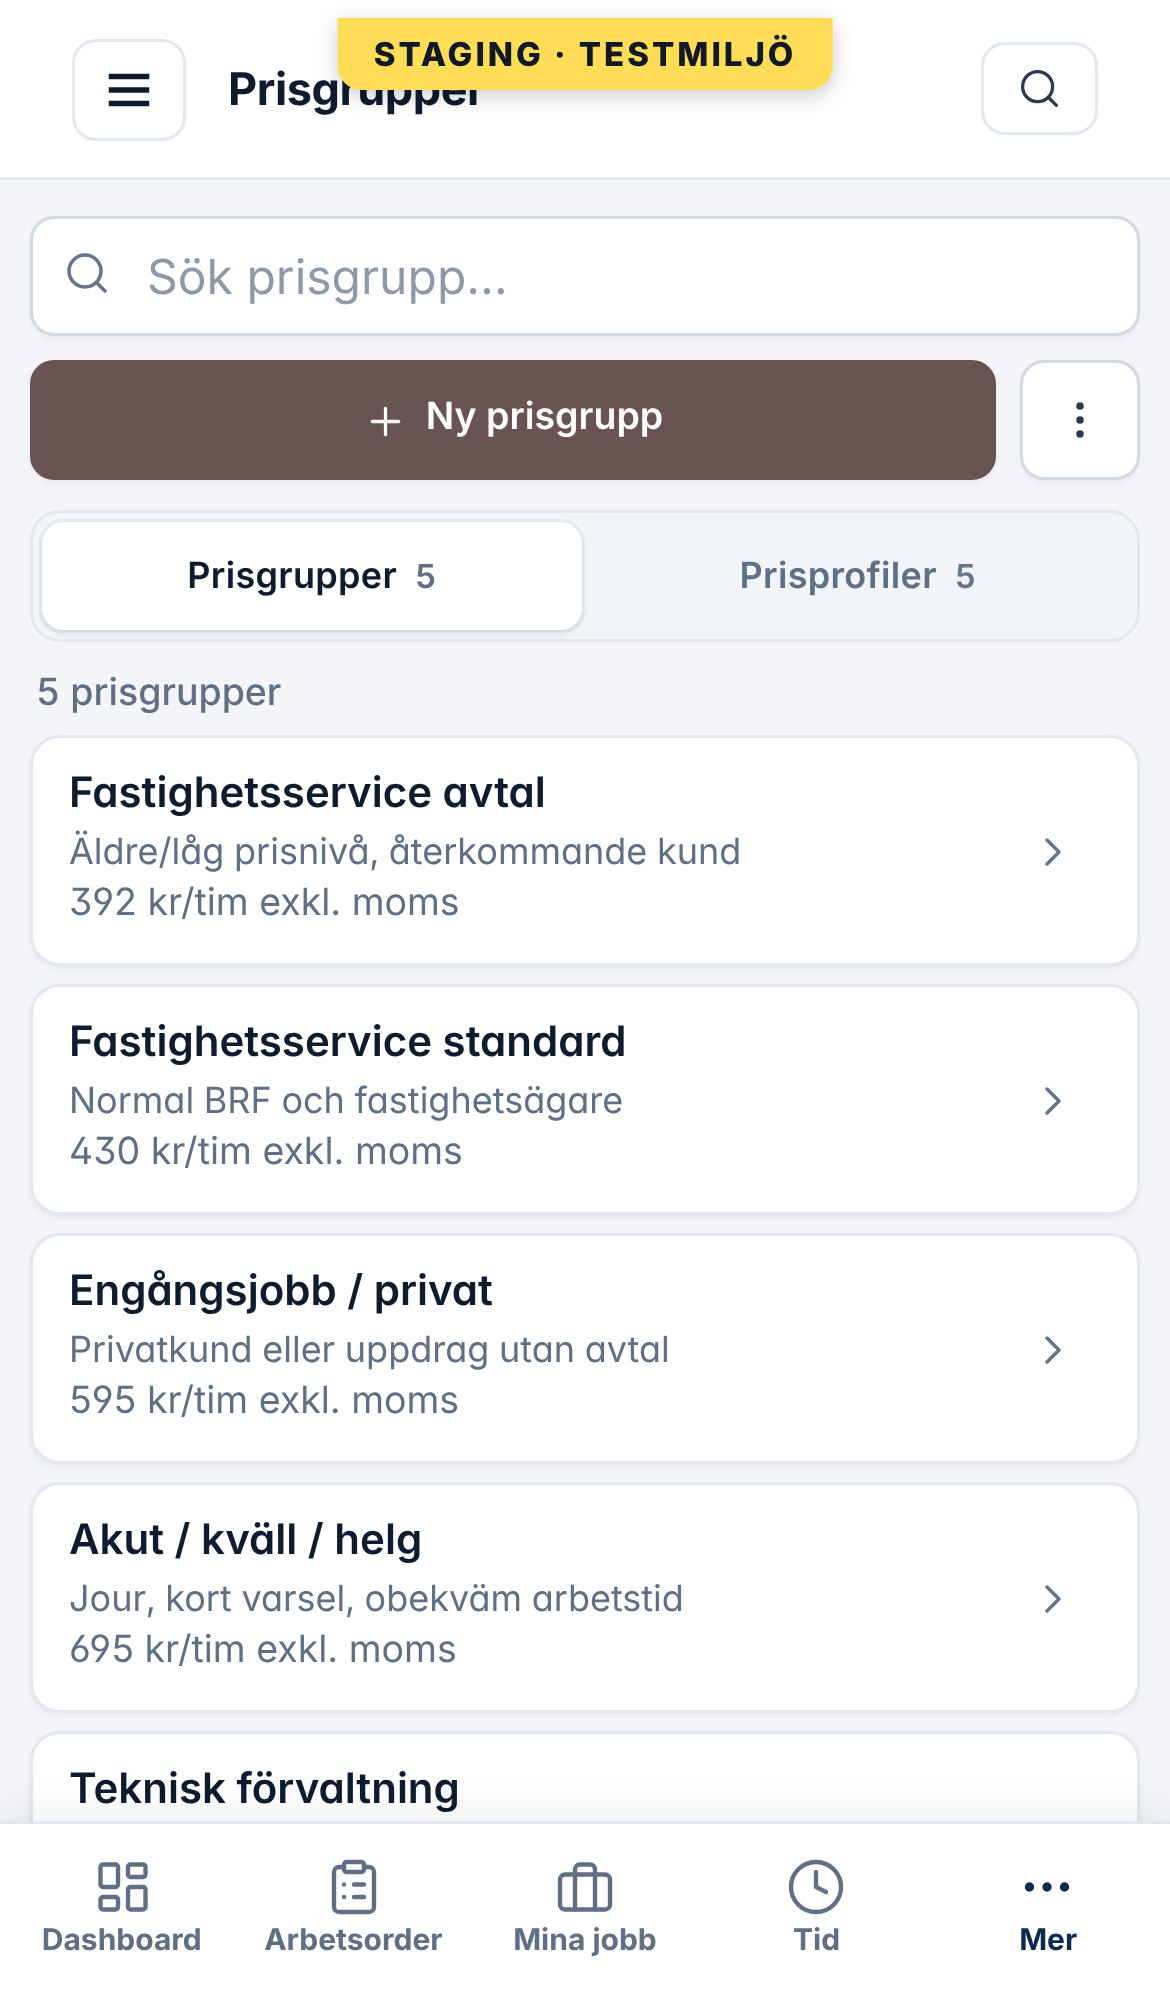 STAGING · TESTMILJÖ
Prisgrupper
Sök prisgrupp...
Ny prisgrupp
Prisgrupper 5
Prisprofiler 5
5 prisgrupper
Fastighetsservice avtal
Äldre/låg prisnivå, återkommande kund
392 kr/tim exkl. moms
Fastighetsservice standard
Normal BRF och fastighetsägare
430 kr/tim exkl. moms
Engångsjobb / privat
Privatkund eller uppdrag utan avtal
595 kr/tim exkl. moms
Akut / kväll / helg
Jour, kort varsel, obekväm arbetstid
695 kr/tim exkl. moms
Teknisk förvaltning
Dashboard
Arbetsorder
Mina jobb
Tid
Mer